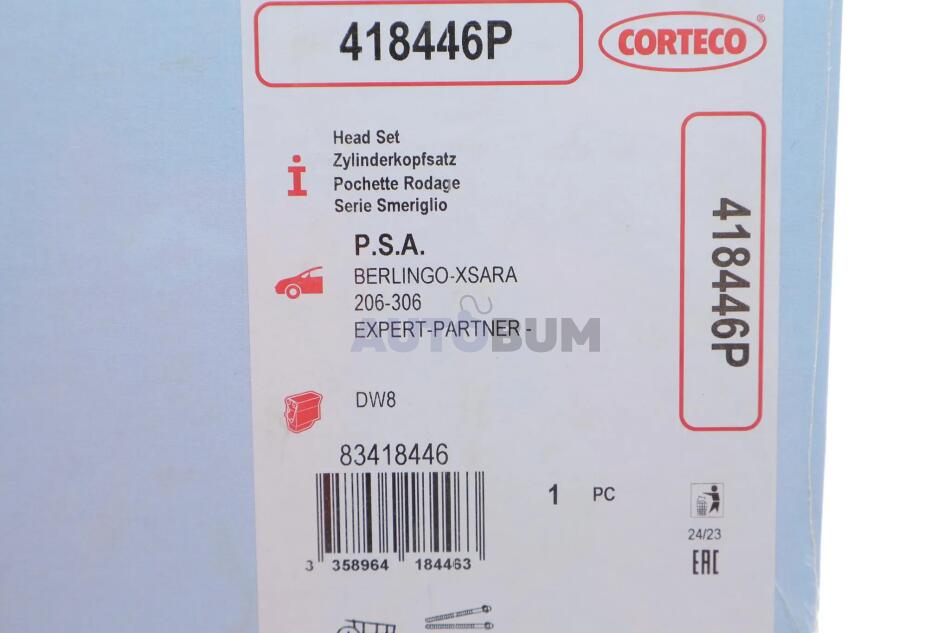 418446P
CORTECO®
Head Set
Zylinderkopfsatz
Pochette Rodage
Serie Smeriglio
P.S.A.
BERLINGO-XSARA
206-306
EXPERT-PARTNER -
AUTOBUM
DW8
83418446
3 358964 184463
1 PC
418446P
24/23
EAC